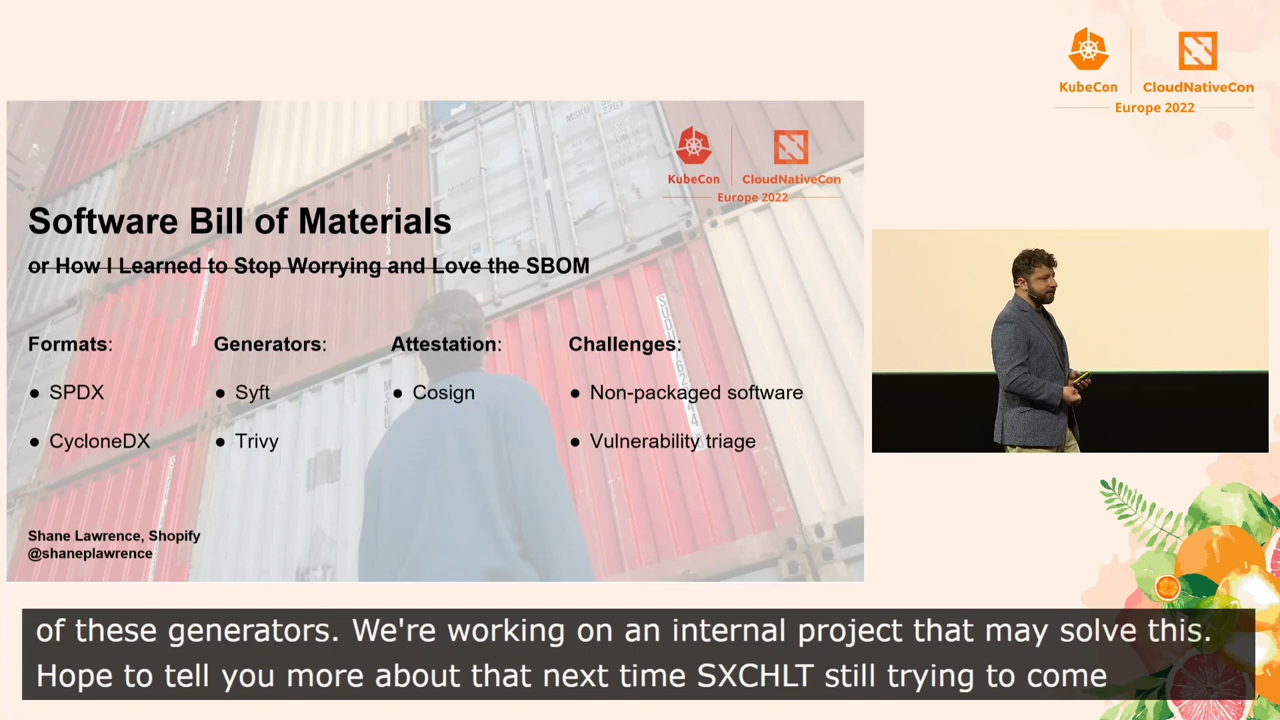 KubeCon
CloudNativeCon
Europe 2022
KubeCon
CloudNativeCon
Europe 2022
Software Bill of Materials
or How I Learned to Stop Worrying and Love the SBOM
Formats:
Generators:
Attestation:
Challenges:
● SPDX
● Syft
● Cosign
● Non-packaged software
● CycloneDX
● Trivy
● Vulnerability triage
Shane Lawrence, Shopify
@shaneplawrence
of these generators. We're working on an internal project that may solve this.
Hope to tell you more about that next time SXCHLT still trying to come